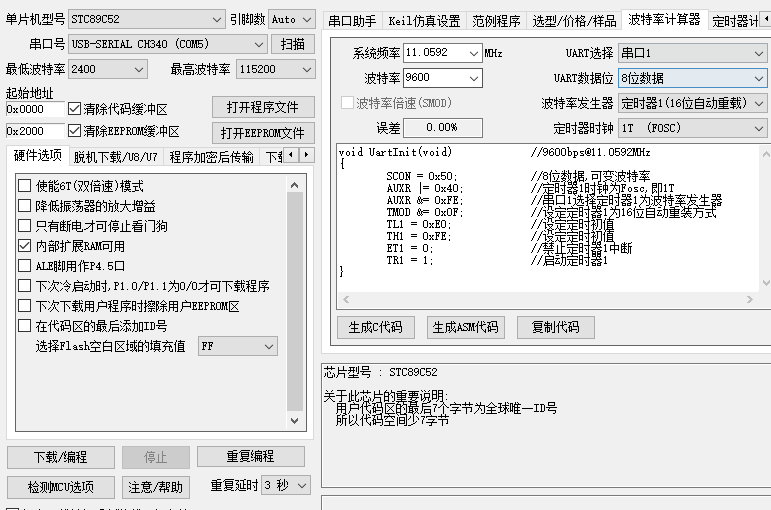 单片机型号 STC89C52 引脚数 Auto
串口号 USB-SERIAL CH340 (COM5) 扫描
最低波特率 2400 最高波特率 115200
起始地址
0x0000 清除代码缓冲区 打开程序文件
0x2000 清除EEPROM缓冲区 打开EEPROM文件
硬件选项 脱机下载/U8/U7 程序加密后传输
使能6T(双倍速)模式
降低振荡器的放大增益
只有断电才可停止看门狗
内部扩展RAM可用
ALE脚用作P4.5口
下次冷启动时,P1.0/P1.1为0/0才可下载程序
下次下载用户程序时擦除用户EEPROM区
在代码区的最后添加ID号
选择Flash空白区域的填充值 FF
下载/编程 停止 重复编程
检测MCU选项 注意/帮助 重复延时 3 秒
串口助手 Keil仿真设置 范例程序 选型/价格/样品 波特率计算器 定时器计
系统频率 11.0592 MHz UART选择 串口1
波特率 9600 UART数据位 8位数据
波特率倍速(SMOD) 波特率发生器 定时器1(16位自动重载)
误差 0.00% 定时器时钟 1T (FOSC)
void UartInit(void) //9600bps@11.0592MHz
{
SCON = 0x50; //8位数据,可变波特率
AUXR |= 0x40; //定时器1时钟为Fosc,即1T
AUXR &= 0xFE; //串口1选择定时器1为波特率发生器
TMOD &= 0x0F; //设定定时器1为16位自动重装方式
TL1 = 0xE0; //设定定时初值
TH1 = 0xFE; //设定定时初值
ET1 = 0; //禁止定时器1中断
TR1 = 1; //启动定时器1
}
生成C代码 生成ASM代码 复制代码
芯片型号 : STC89C52
关于此芯片的重要说明:
用户代码区的最后7个字节为全球唯一ID号
所以代码空间少7字节